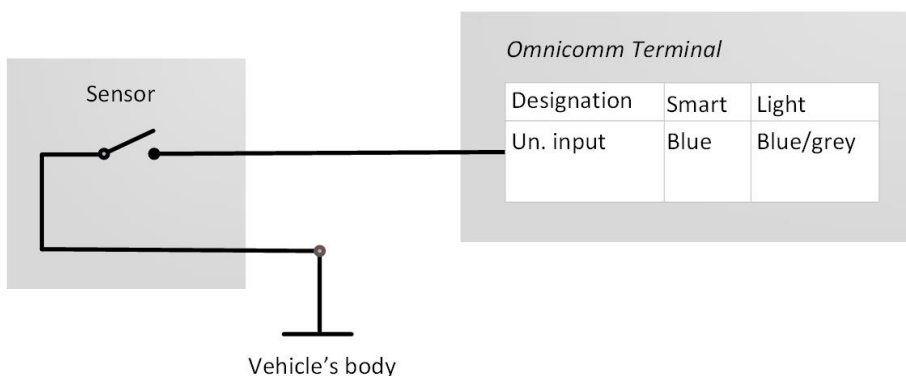 Omnicomm Terminal
Sensor
Designation Smart Light
Un. input Blue Blue/grey
Vehicle's body